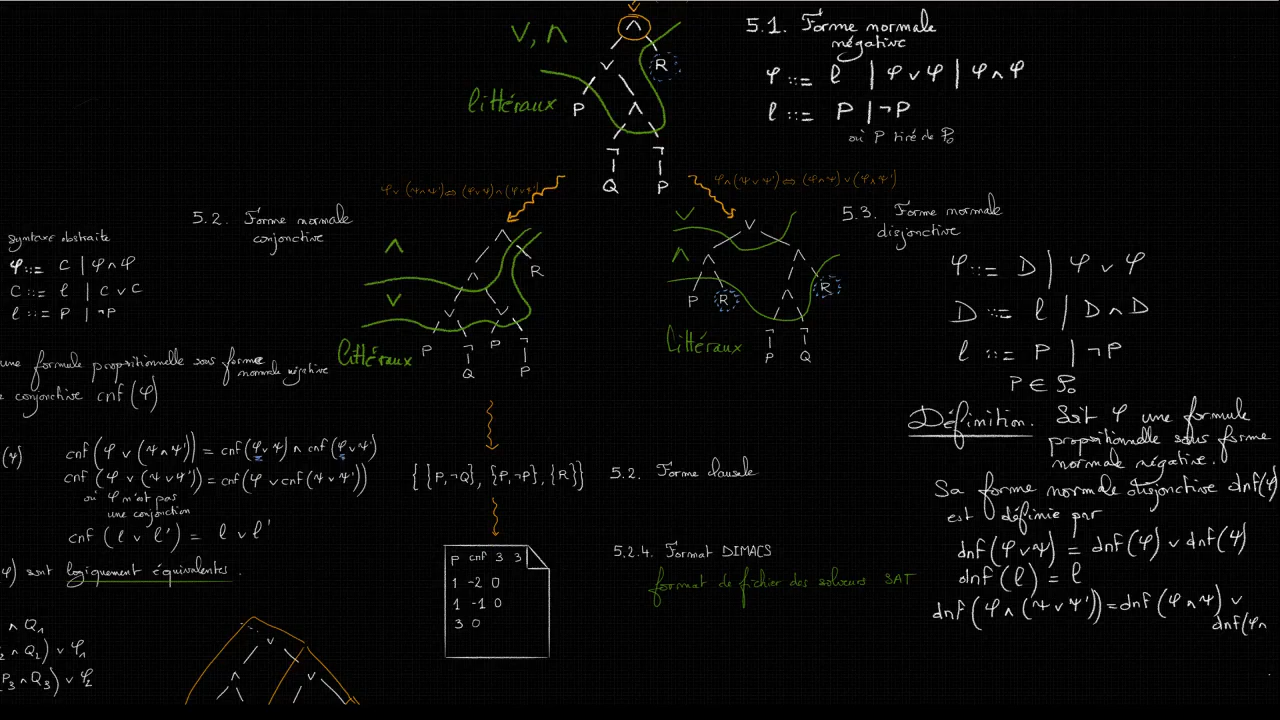 5.1. Forme normale
négative
φ ::= ℓ | φ ∨ φ | φ ∧ φ
ℓ ::= P | ¬P
où P tiré de P₀
∨, ∧
littéraux
∧
∨
R
P
∧
¬
¬
Q
P
φ∨(ψ∧ψ') ⇔ (φ∨ψ)∧(φ∨ψ')
φ∧(ψ∨ψ') ⇔ (φ∧ψ)∨(φ∧ψ')
5.2. Forme normale
conjonctive
syntaxe abstraite
φ ::= C | φ∧φ
C ::= ℓ | C∨C
ℓ ::= P | ¬P
∧
∨
littéraux
∧
∧
R
∨
∨
P
¬
P
¬
Q
P
5.3. Forme normale
disjonctive
φ ::= D | φ ∨ φ
D ::= ℓ | D ∧ D
ℓ ::= P | ¬P
P ∈ P₀
∨
∧
littéraux
∨
∧
∧
P
R
∧
R
¬
¬
P
Q
une formule propositionnelle sous forme
normale négative
conjonctive cnf(φ)
(φ)
cnf(φ ∨ (ψ∧ψ')) = cnf(φ∨ψ) ∧ cnf(φ∨ψ')
cnf(φ ∨ (ψ∨ψ')) = cnf(φ ∨ cnf(ψ∨ψ'))
où φ n'est pas
une conjonction
cnf(ℓ ∨ ℓ') = ℓ ∨ ℓ'
φ) sont logiquement équivalentes.
∧ Q₁
₂ ∧ Q₂) ∨ φ₁
P₃ ∧ Q₃) ∨ φ₂
∨
∧
∨
{{P,¬Q}, {P,¬P}, {R}}
5.2. Forme clausale
p cnf 3 3
1 -2 0
1 -1 0
3 0
5.2.4. Format DIMACS
format de fichier des solveurs SAT
Définition. Soit φ une formule
propositionnelle sous forme
normale négative.
Sa forme normale disjonctive dnf(φ)
est définie par
dnf(φ∨ψ) = dnf(φ) ∨ dnf(ψ)
dnf(ℓ) = ℓ
dnf(φ ∧ (ψ∨ψ')) = dnf(φ∧ψ) ∨
dnf(φ∧